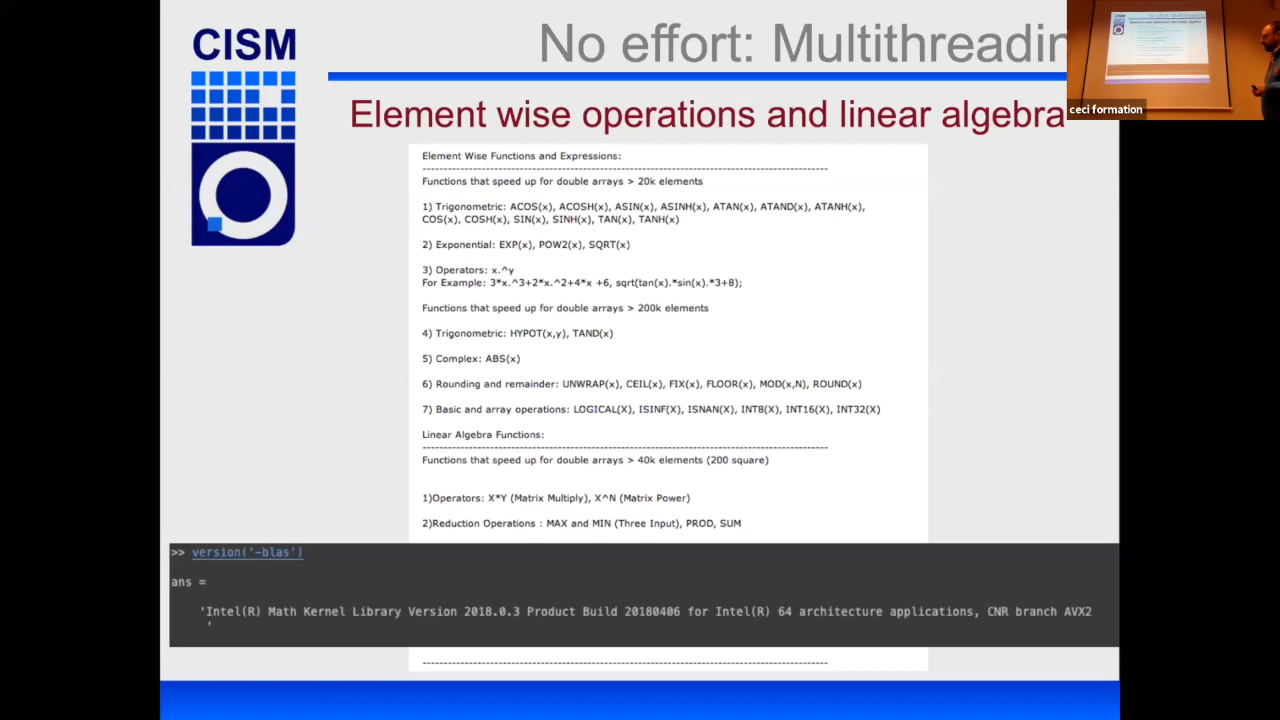 CISM
No effort: Multithreadin
Element wise operations and linear algebra
ceci formation
Element Wise Functions and Expressions:
------------------------------------------------------------------------------------------
Functions that speed up for double arrays > 20k elements
1) Trigonometric: ACOS(x), ACOSH(x), ASIN(x), ASINH(x), ATAN(x), ATAND(x), ATANH(x),
COS(x), COSH(x), SIN(x), SINH(x), TAN(x), TANH(x)
2) Exponential: EXP(x), POW2(x), SQRT(x)
3) Operators: x.^y
For Example: 3*x.^3+2*x.^2+4*x +6, sqrt(tan(x).*sin(x).*3+8);
Functions that speed up for double arrays > 200k elements
4) Trigonometric: HYPOT(x,y), TAND(x)
5) Complex: ABS(x)
6) Rounding and remainder: UNWRAP(x), CEIL(x), FIX(x), FLOOR(x), MOD(x,N), ROUND(x)
7) Basic and array operations: LOGICAL(X), ISINF(X), ISNAN(X), INT8(X), INT16(X), INT32(X)
Linear Algebra Functions:
------------------------------------------------------------------------------------------
Functions that speed up for double arrays > 40k elements (200 square)
1)Operators: X*Y (Matrix Multiply), X^N (Matrix Power)
2)Reduction Operations : MAX and MIN (Three Input), PROD, SUM
>> version('-blas')
ans =
'Intel(R) Math Kernel Library Version 2018.0.3 Product Build 20180406 for Intel(R) 64 architecture applications, CNR branch AVX2
'
------------------------------------------------------------------------------------------